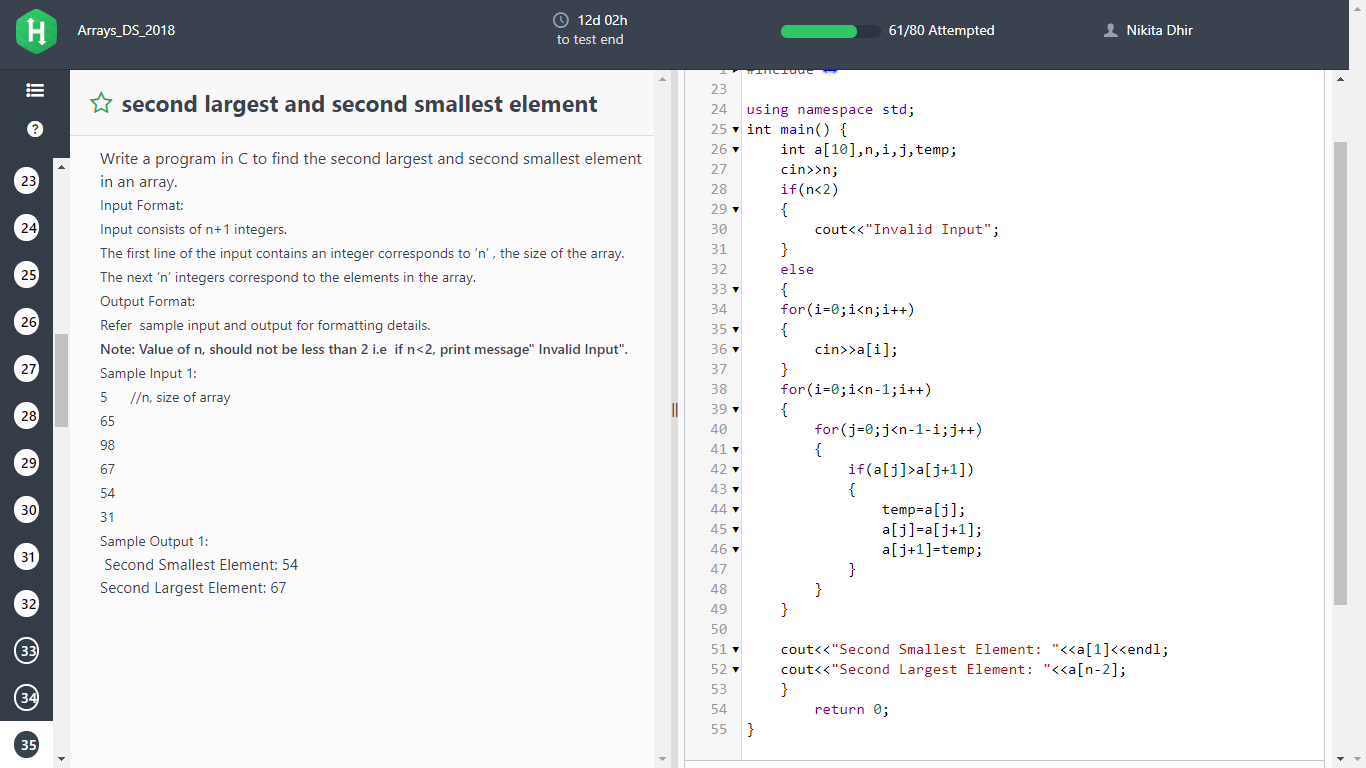 Arrays_DS_2018
12d 02h
to test end
61/80 Attempted
Nikita Dhir
?
23
24
25
26
27
28
29
30
31
32
33
34
35
second largest and second smallest element
Write a program in C to find the second largest and second smallest element
in an array.
Input Format:
Input consists of n+1 integers.
The first line of the input contains an integer corresponds to ‘n’ , the size of the array.
The next ‘n’ integers correspond to the elements in the array.
Output Format:
Refer  sample input and output for formatting details.
Note: Value of n, should not be less than 2 i.e  if n<2, print message" Invalid Input".
Sample Input 1:
5      //n, size of array
65
98
67
54
31
Sample Output 1:
Second Smallest Element: 54
Second Largest Element: 67
1 #include
23
24 using namespace std;
25 int main() {
26     int a[10],n,i,j,temp;
27     cin>>n;
28     if(n<2)
29     {
30         cout<<"Invalid Input";
31     }
32     else
33     {
34     for(i=0;i<n;i++)
35     {
36         cin>>a[i];
37     }
38     for(i=0;i<n-1;i++)
39     {
40         for(j=0;j<n-1-i;j++)
41         {
42             if(a[j]>a[j+1])
43             {
44                 temp=a[j];
45                 a[j]=a[j+1];
46                 a[j+1]=temp;
47             }
48         }
49     }
50
51     cout<<"Second Smallest Element: "<<a[1]<<endl;
52     cout<<"Second Largest Element: "<<a[n-2];
53     }
54         return 0;
55 }